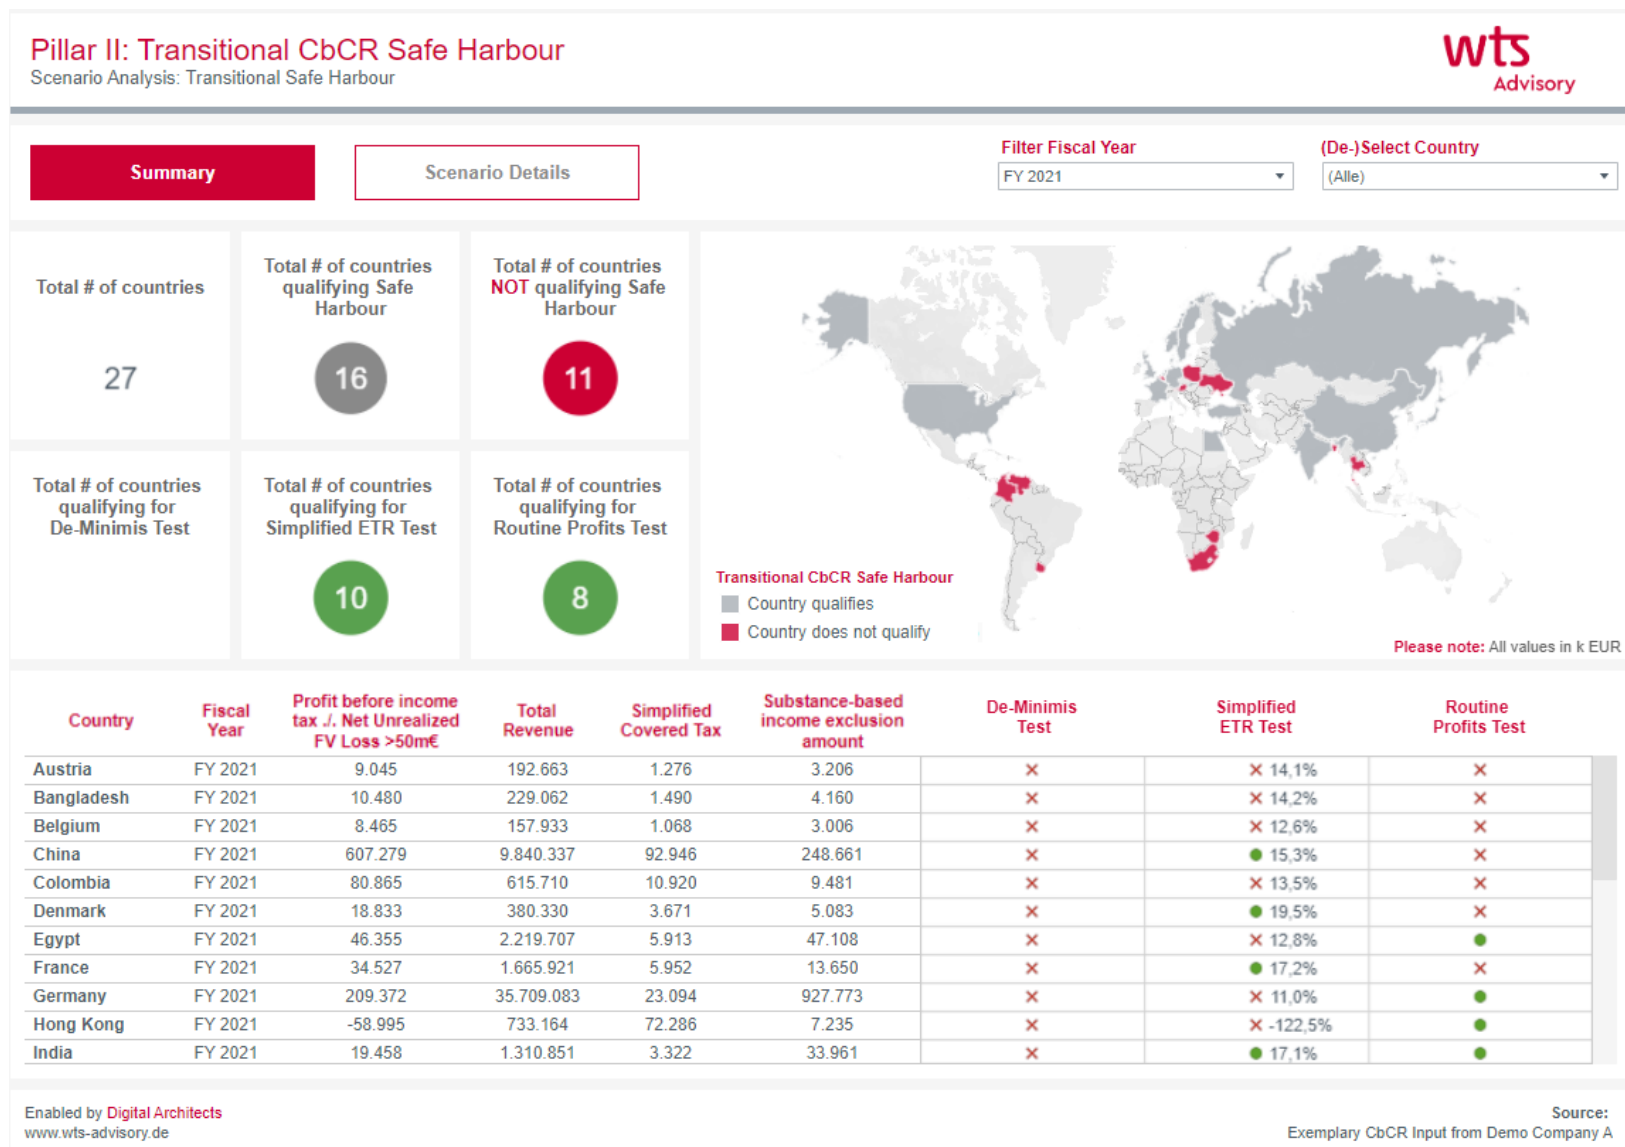 Pillar II: Transitional CbCR Safe Harbour
Scenario Analysis: Transitional Safe Harbour
wts
Advisory
Summary
Scenario Details
Filter Fiscal Year
FY 2021
(De-)Select Country
(Alle)
Total # of countries
27
Total # of countries
qualifying Safe
Harbour
16
Total # of countries
NOT qualifying Safe
Harbour
11
Total # of countries
qualifying for
De-Minimis Test
Total # of countries
qualifying for
Simplified ETR Test
10
Total # of countries
qualifying for
Routine Profits Test
8
Transitional CbCR Safe Harbour
Country qualifies
Country does not qualify
Please note: All values in k EUR
Country
Fiscal
Year
Profit before income
tax ./. Net Unrealized
FV Loss >50m€
Total
Revenue
Simplified
Covered Tax
Substance-based
income exclusion
amount
De-Minimis
Test
Simplified
ETR Test
Routine
Profits Test
Austria FY 2021 9.045 192.663 1.276 3.206 14,1%
Bangladesh FY 2021 10.480 229.062 1.490 4.160 14,2%
Belgium FY 2021 8.465 157.933 1.068 3.006 12,6%
China FY 2021 607.279 9.840.337 92.946 248.661 15,3%
Colombia FY 2021 80.865 615.710 10.920 9.481 13,5%
Denmark FY 2021 18.833 380.330 3.671 5.083 19,5%
Egypt FY 2021 46.355 2.219.707 5.913 47.108 12,8%
France FY 2021 34.527 1.665.921 5.952 13.650 17,2%
Germany FY 2021 209.372 35.709.083 23.094 927.773 11,0%
Hong Kong FY 2021 -58.995 733.164 72.286 7.235 -122,5%
India FY 2021 19.458 1.310.851 3.322 33.961 17,1%
Enabled by Digital Architects
www.wts-advisory.de
Source:
Exemplary CbCR Input from Demo Company A